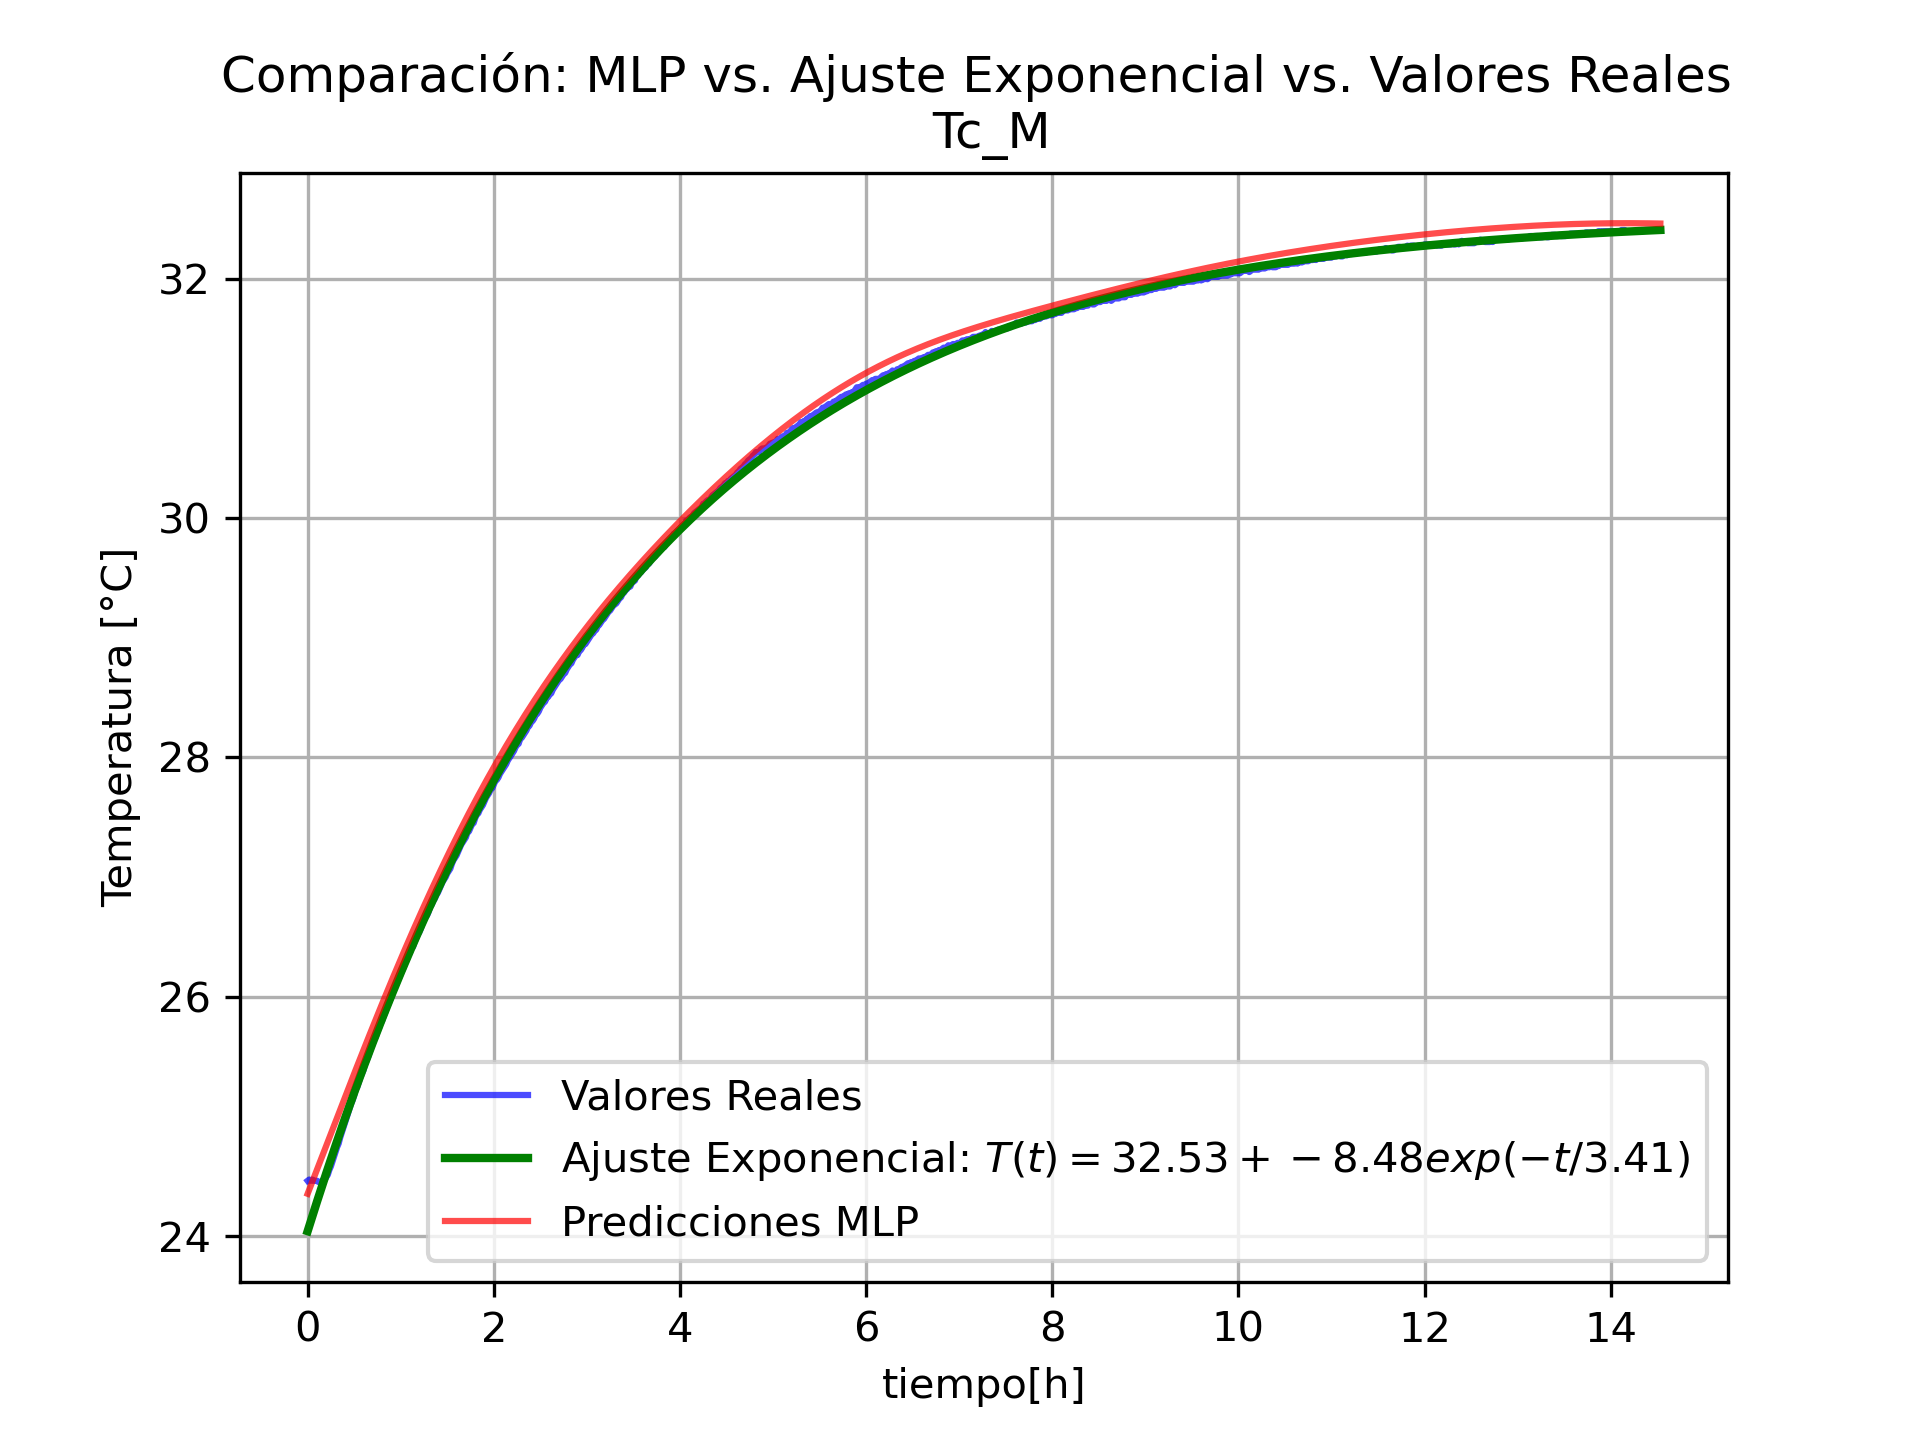 Comparación: MLP vs. Ajuste Exponencial vs. Valores Reales
Tc_M
32
30
28
26
24
Temperatura [°C]
Valores Reales
Ajuste Exponencial: T(t) = 32.53 + −8.48exp(−t/3.41)
Predicciones MLP
0 2 4 6 8 10 12 14
tiempo[h]